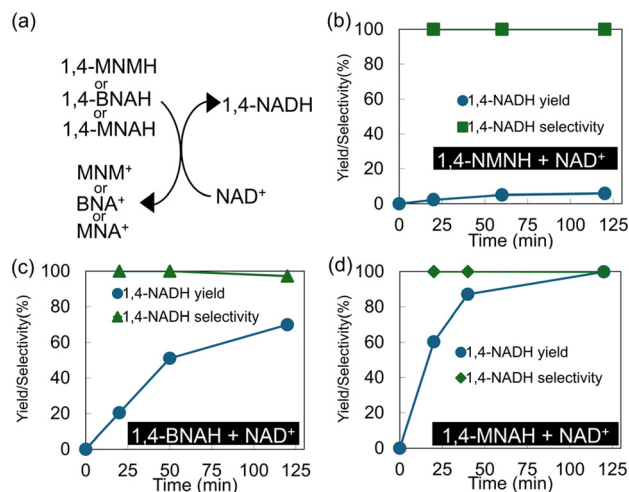 (a)
1,4-MNMH
or
1,4-BNAH
or
1,4-MNAH
1,4-NADH
MNM⁺
or
BNA⁺
or
MNA⁺
NAD⁺
(b)
Yield/Selectivity(%)
100
80
60
40
20
0
1,4-NADH yield
1,4-NADH selectivity
1,4-NMNH + NAD⁺
0 25 50 75 100 125
Time (min)
(c)
Yield/Selectivity(%)
100
80
60
40
20
0
1,4-NADH yield
1,4-NADH selectivity
1,4-BNAH + NAD⁺
0 25 50 75 100 125
Time (min)
(d)
Yield/Selectivity(%)
100
80
60
40
20
0
1,4-NADH yield
1,4-NADH selectivity
1,4-MNAH + NAD⁺
0 25 50 75 100 125
Time (min)